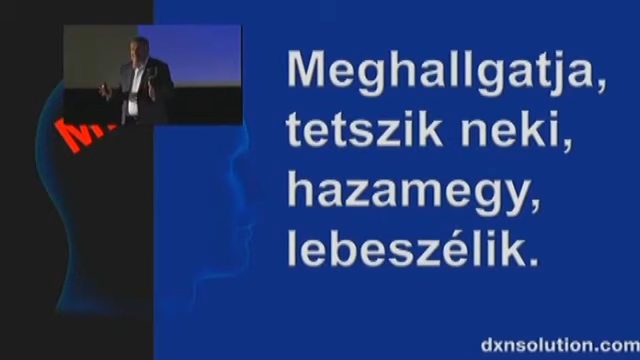 Meghallgatja,
tetszik neki,
hazamegy,
lebeszélik.
dxnsolution.com